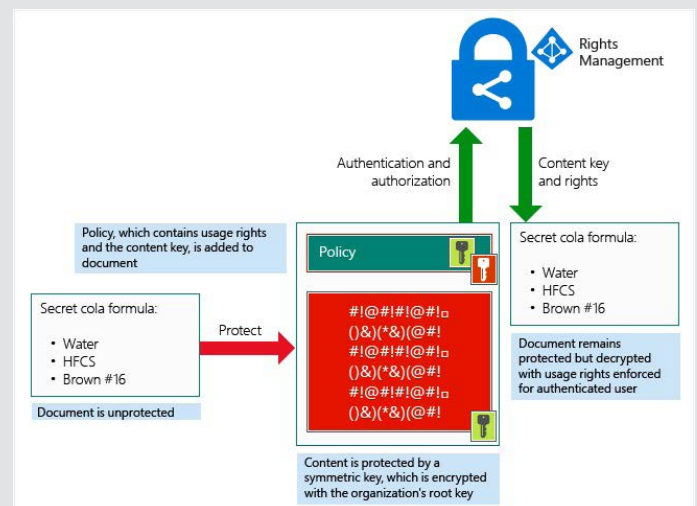 Rights
Management
Authentication and
authorization
Content key
and rights
Policy, which contains usage rights
and the content key, is added to
document
Policy
Secret cola formula:
• Water
• HFCS
• Brown #16
Secret cola formula:
• Water
• HFCS
• Brown #16
Protect
#!@#!#!@#!□
()&)(*&)(@#!
#!@#!#!@#!□
()&)(*&)(@#!
#!@#!#!@#!□
()&)(*&)(@#!
Document remains
protected but decrypted
with usage rights enforced
for authenticated user
Document is unprotected
Content is protected by a
symmetric key, which is encrypted
with the organization's root key